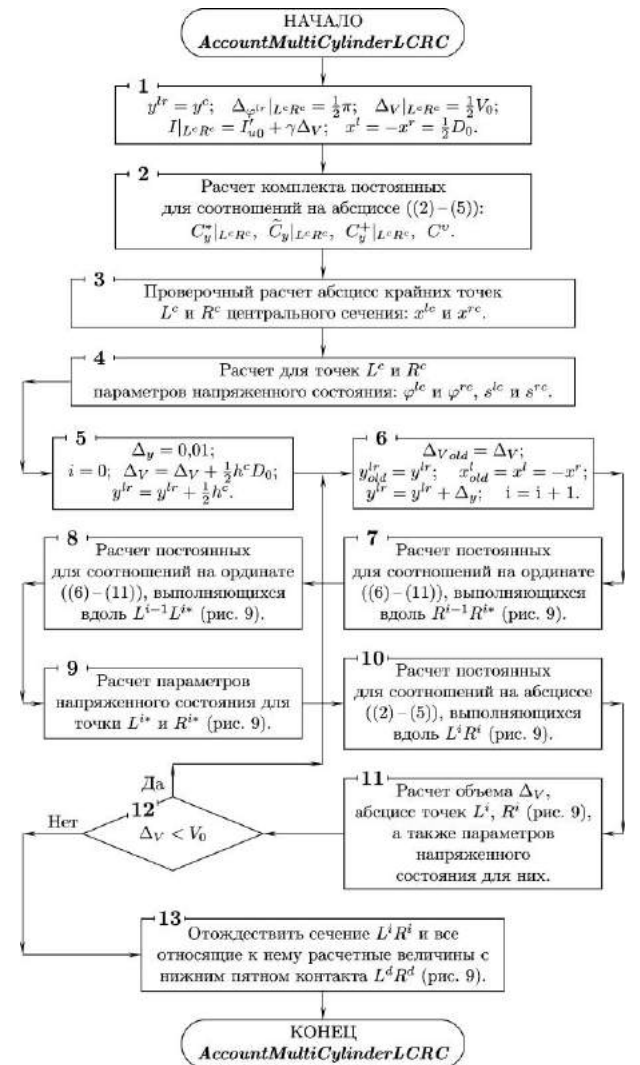 НАЧАЛО
AccountMultiCylinderLCRC
1
y^{lr} = y^c; Δ_{φ^{lr}}|_{L^cR^c} = ½π; Δ_V|_{L^cR^c} = ½V_0;
I|_{L^cR^c} = I'_{u0} + γΔ_V; x^l = −x^r = ½D_0.
2
Расчет комплекта постоянных
для соотношений на абсциссе ((2)–(5)):
C^*_y|_{L^cR^c}, C̃_y|_{L^cR^c}, C^+_y|_{L^cR^c}, C^υ.
3
Проверочный расчет абсцисс крайних точек
L^c и R^c центрального сечения: x^{lc} и x^{rc}.
4
Расчет для точек L^c и R^c
параметров напряженного состояния: φ^{lc} и φ^{rc}, s^{lc} и s^{rc}.
5
Δ_y = 0,01;
i = 0; Δ_V = Δ_V + ½h^cD_0;
y^{lr} = y^{lr} + ½h^c.
6
Δ_{V old} = Δ_V;
y^{lr}_{old} = y^{lr}; x^l_{old} = x^l = −x^r;
y^{lr} = y^{lr} + Δ_y; i = i + 1.
8
Расчет постоянных
для соотношений на ординате
((6)–(11)), выполняющихся
вдоль L^{i−1}L^{i*} (рис. 9).
7
Расчет постоянных
для соотношений на ординате
((6)–(11)), выполняющихся
вдоль R^{i−1}R^{i*} (рис. 9).
9
Расчет параметров
напряженного состояния для
точки L^{i*} и R^{i*} (рис. 9).
10
Расчет постоянных
для соотношений на абсциссе
((2)–(5)), выполняющихся
вдоль L^iR^i (рис. 9).
11
Расчет объема Δ_V,
абсцисс точек L^i, R^i (рис. 9),
а также параметров
напряженного
состояния для них.
Да
12
Нет
Δ_V < V_0
13
Отождествить сечение L^iR^i и все
относящие к нему расчетные величины с
нижним пятном контакта L^dR^d (рис. 9).
КОНЕЦ
AccountMultiCylinderLCRC